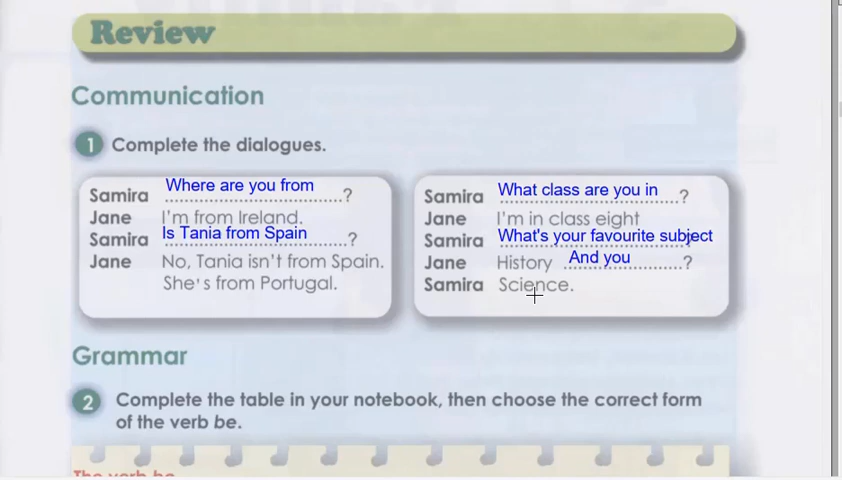 Review
Communication
1 Complete the dialogues.
Samira Where are you from ?
Jane I'm from Ireland.
Samira Is Tania from Spain ?
Jane No, Tania isn't from Spain.
She's from Portugal.
Samira What class are you in ?
Jane I'm in class eight
Samira What's your favourite subject ?
Jane History And you ?
Samira Science.
Grammar
2 Complete the table in your notebook, then choose the correct form
of the verb be.
The verb be